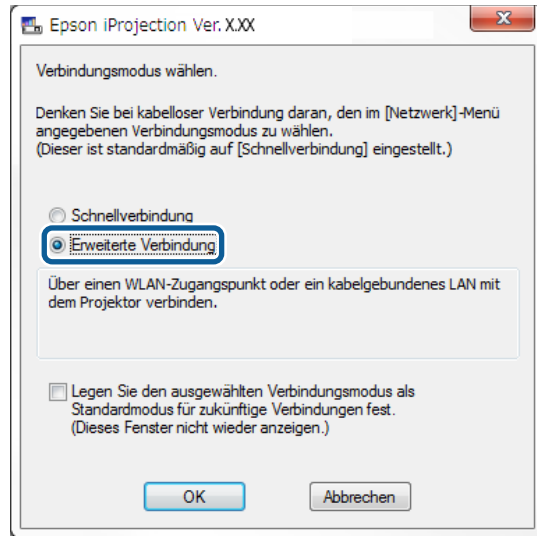 Epson iProjection Ver. X.XX
Verbindungsmodus wählen.
Denken Sie bei kabelloser Verbindung daran, den im [Netzwerk]-Menü
angegebenen Verbindungsmodus zu wählen.
(Dieser ist standardmäßig auf [Schnellverbindung] eingestellt.)
Schnellverbindung
Erweiterte Verbindung
Über einen WLAN-Zugangspunkt oder ein kabelgebundenes LAN mit
dem Projektor verbinden.
Legen Sie den ausgewählten Verbindungsmodus als
Standardmodus für zukünftige Verbindungen fest.
(Dieses Fenster nicht wieder anzeigen.)
OK Abbrechen